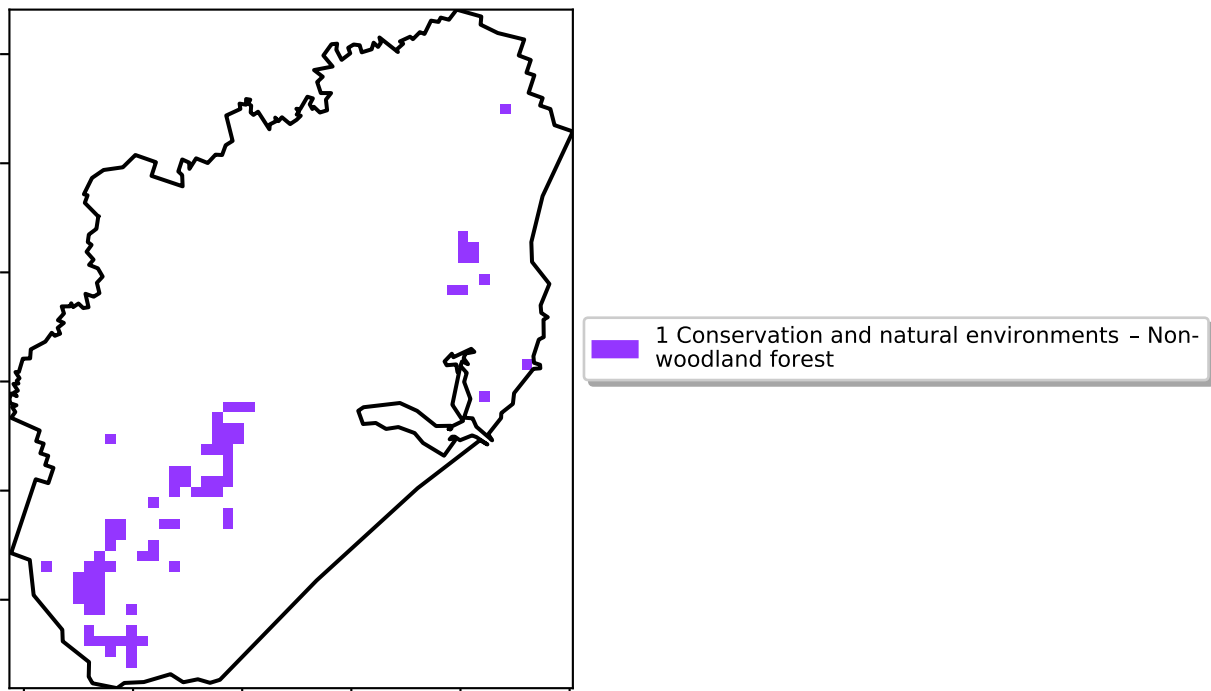 1 Conservation and natural environments – Non-
woodland forest